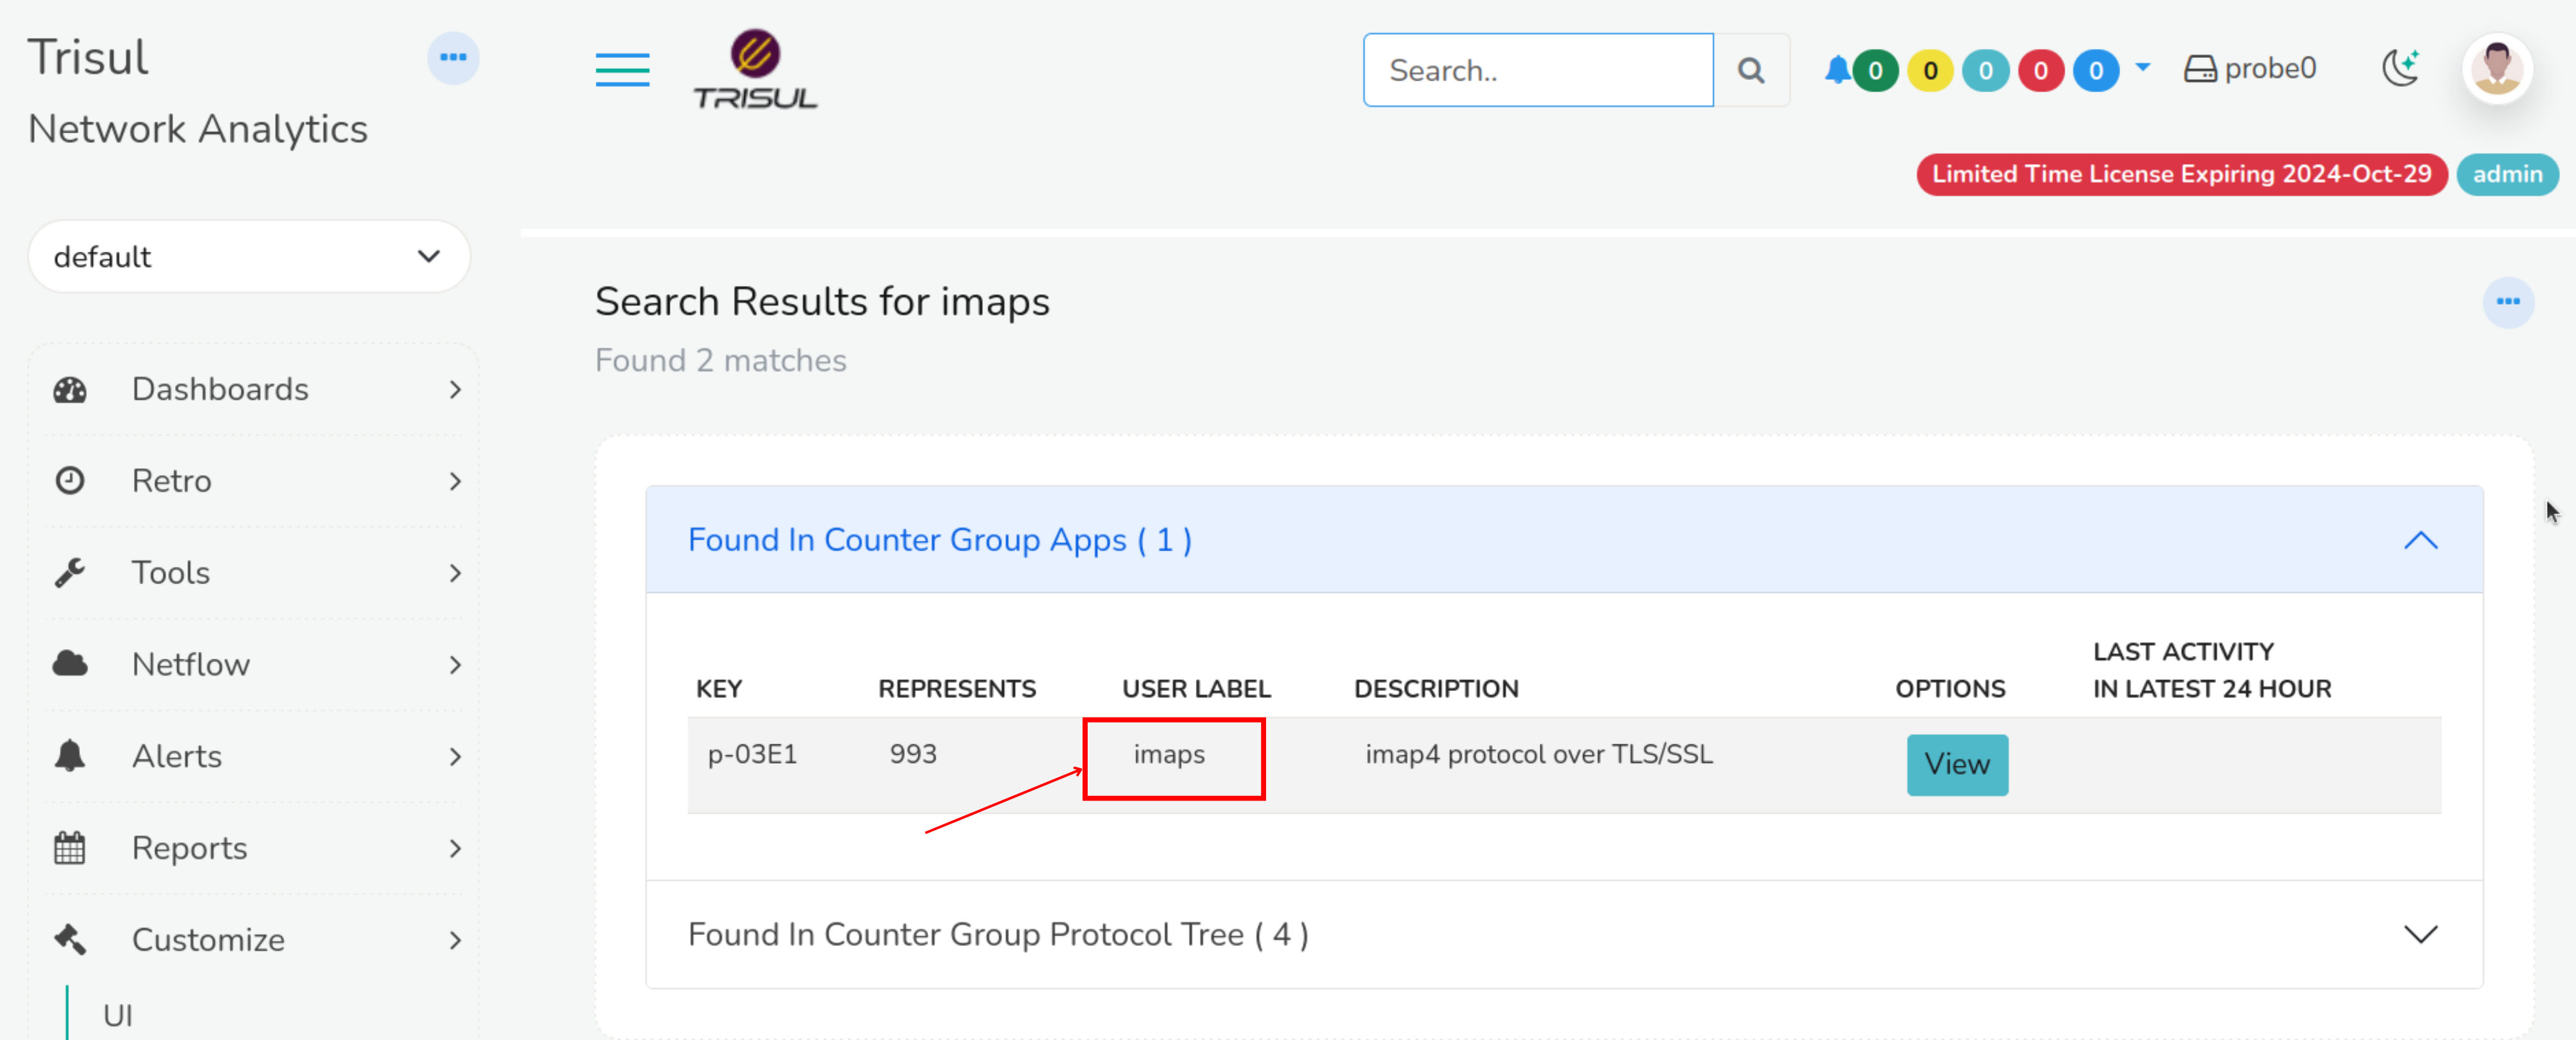 Trisul
Network Analytics
default
Dashboards
Retro
Tools
Netflow
Alerts
Reports
Customize
UI
TRISUL
Search..
0 0 0 0 0
probe0
Limited Time License Expiring 2024-Oct-29
admin
Search Results for imaps
Found 2 matches
Found In Counter Group Apps ( 1 )
KEY REPRESENTS USER LABEL DESCRIPTION OPTIONS LAST ACTIVITY
IN LATEST 24 HOUR
p-03E1 993 imaps imap4 protocol over TLS/SSL View
Found In Counter Group Protocol Tree ( 4 )